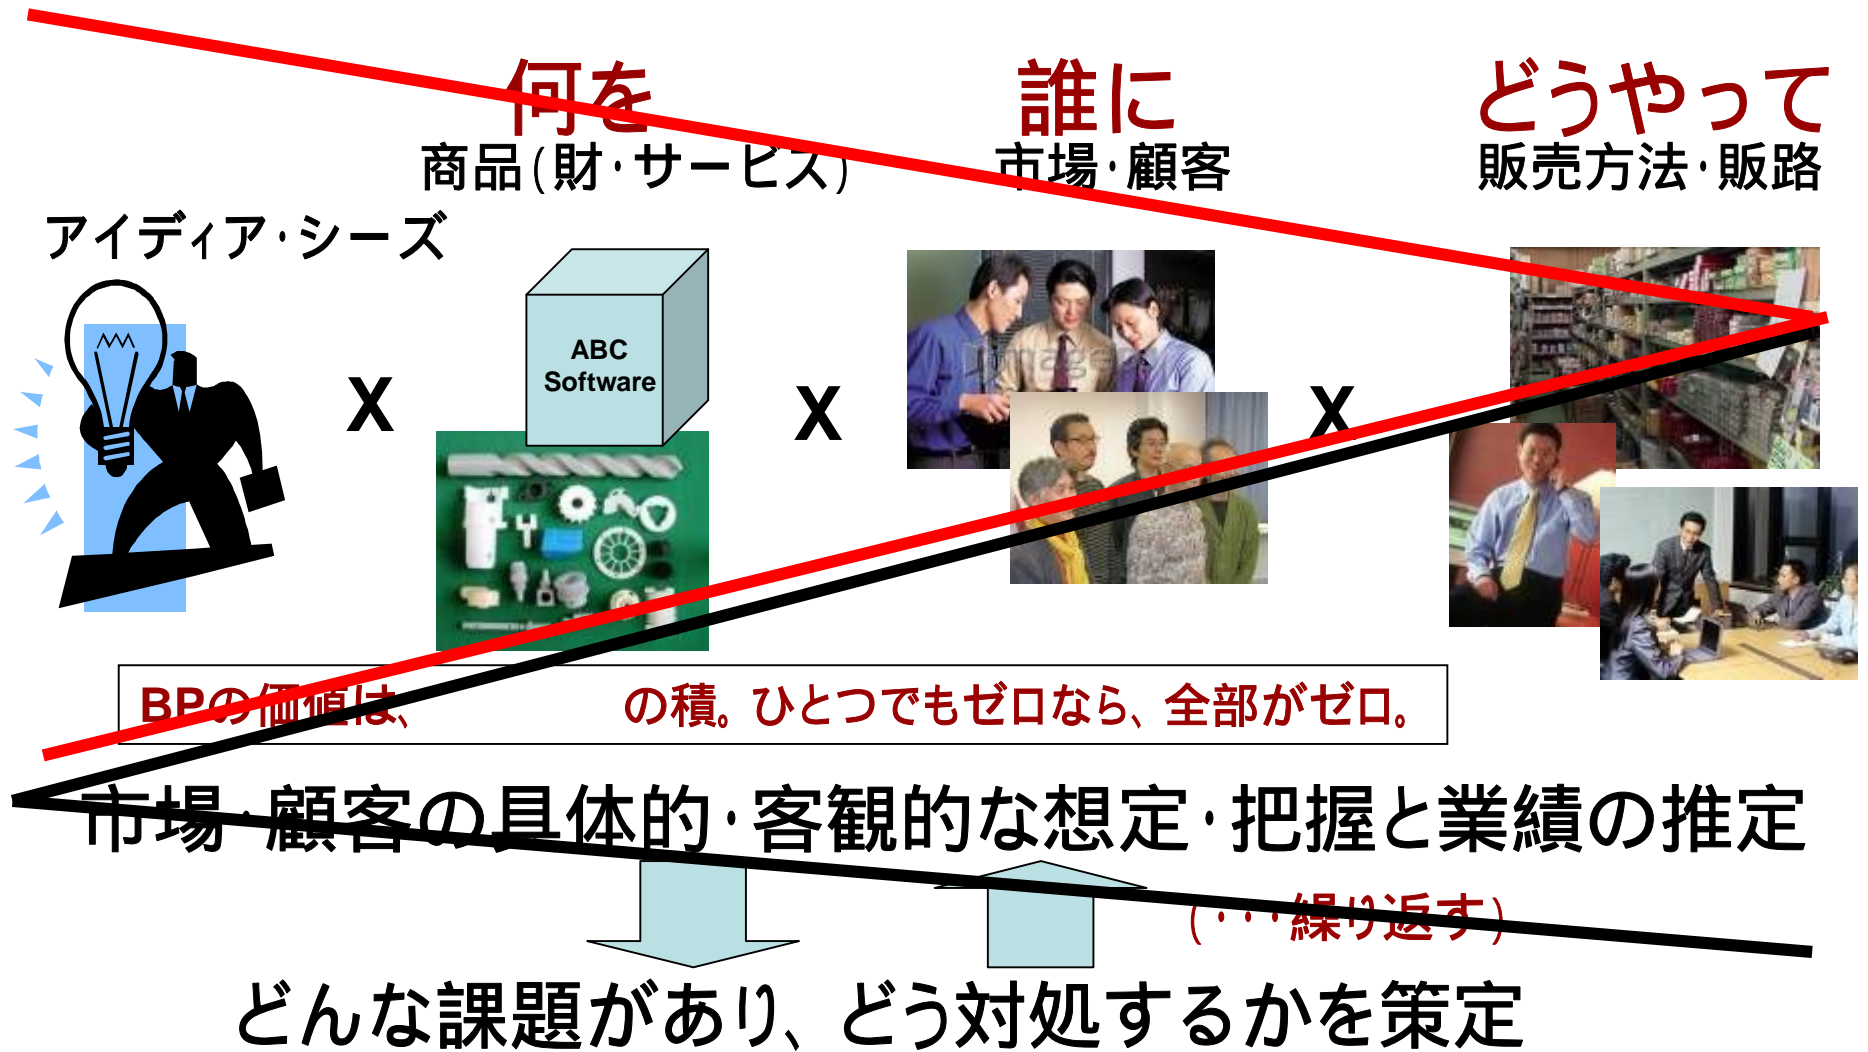 何を
誰に
どうやって
商品(財・サービス)
市場・顧客
販売方法・販路
アイディア・シーズ
ABC
Software
X
X
X
image
BPの価値は、 の積。ひとつでもゼロなら、全部がゼロ。
市場・顧客の具体的・客観的な想定・把握と業績の推定
(・・・繰り返す)
どんな課題があり、どう対処するかを策定